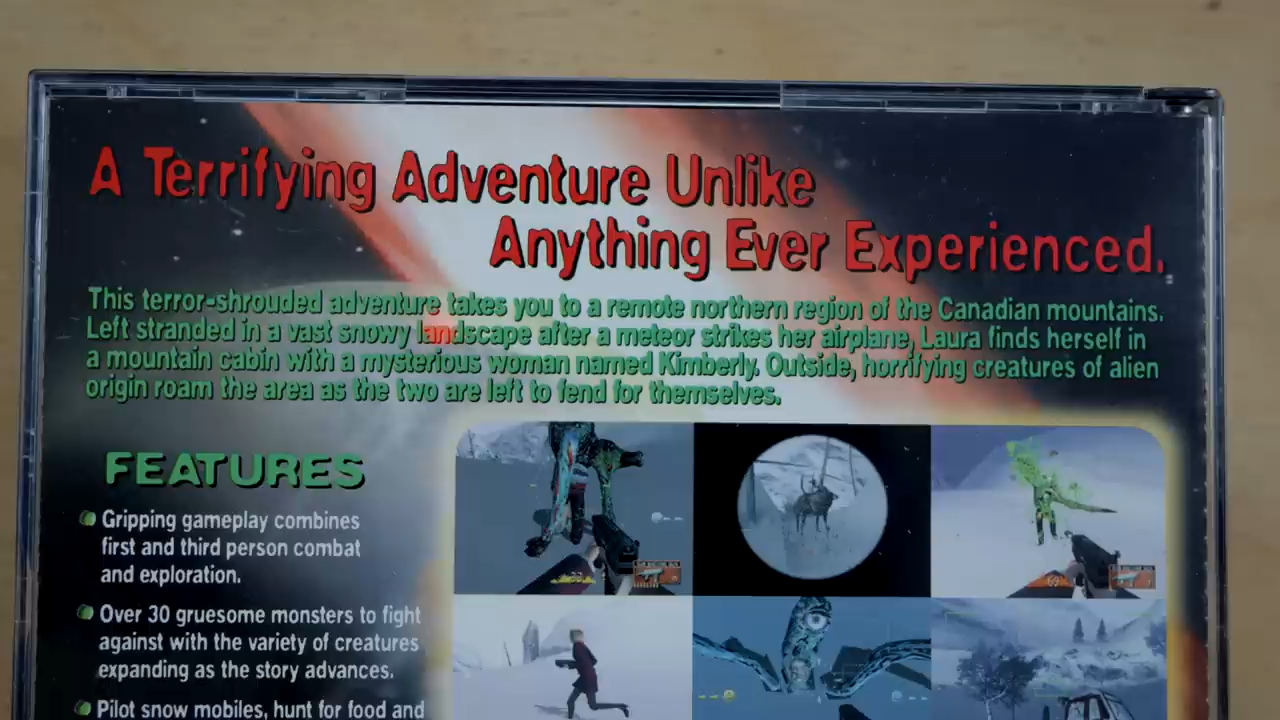 A Terrifying Adventure Unlike
Anything Ever Experienced.
This terror-shrouded adventure takes you to a remote northern region of the Canadian mountains.
Left stranded in a vast snowy landscape after a meteor strikes her airplane, Laura finds herself in
a mountain cabin with a mysterious woman named Kimberly. Outside, horrifying creatures of alien
origin roam the area as the two are left to fend for themselves.
FEATURES
Gripping gameplay combines
first and third person combat
and exploration.
Over 30 gruesome monsters to fight
against with the variety of creatures
expanding as the story advances.
Pilot snow mobiles, hunt for food and